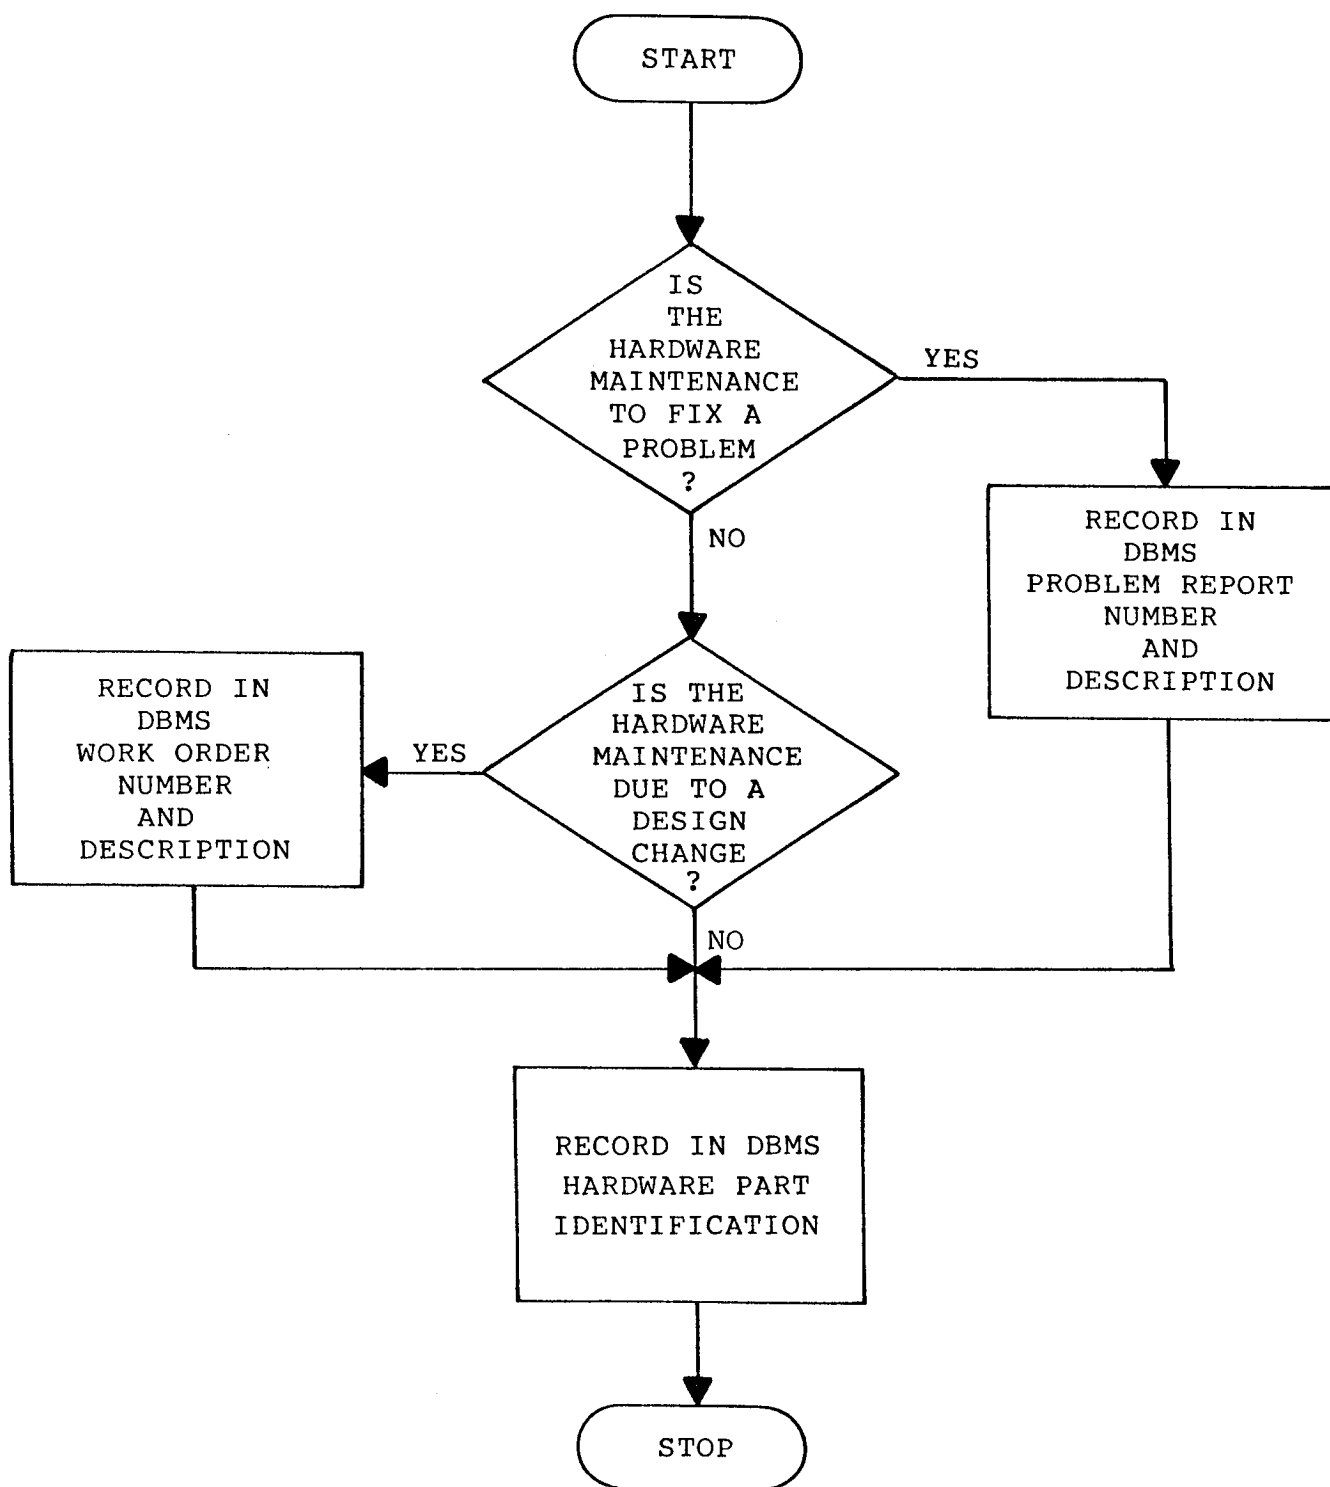 START
IS
THE
HARDWARE
MAINTENANCE
TO FIX A
PROBLEM
?
YES
NO
RECORD IN
DBMS
PROBLEM REPORT
NUMBER
AND
DESCRIPTION
IS THE
HARDWARE
MAINTENANCE
DUE TO A
DESIGN
CHANGE
?
YES
RECORD IN
DBMS
WORK ORDER
NUMBER
AND
DESCRIPTION
NO
RECORD IN DBMS
HARDWARE PART
IDENTIFICATION
STOP